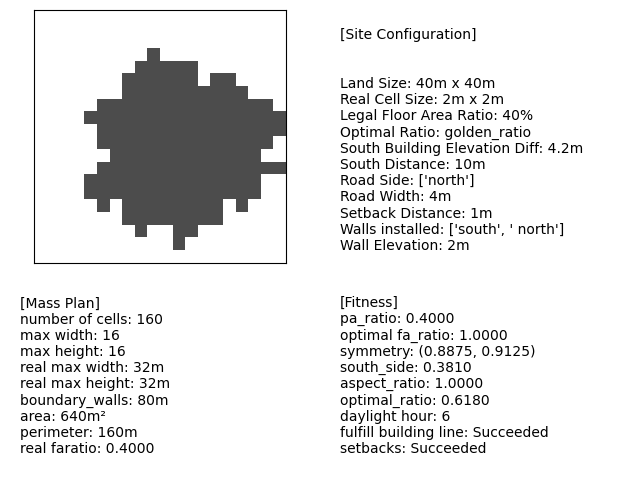 [Site Configuration]
Land Size: 40m x 40m
Real Cell Size: 2m x 2m
Legal Floor Area Ratio: 40%
Optimal Ratio: golden_ratio
South Building Elevation Diff: 4.2m
South Distance: 10m
Road Side: ['north']
Road Width: 4m
Setback Distance: 1m
Walls installed: ['south', ' north']
Wall Elevation: 2m
[Mass Plan]
number of cells: 160
max width: 16
max height: 16
real max width: 32m
real max height: 32m
boundary_walls: 80m
area: 640m²
perimeter: 160m
real faratio: 0.4000
[Fitness]
pa_ratio: 0.4000
optimal fa_ratio: 1.0000
symmetry: (0.8875, 0.9125)
south_side: 0.3810
aspect_ratio: 1.0000
optimal_ratio: 0.6180
daylight hour: 6
fulfill building line: Succeeded
setbacks: Succeeded